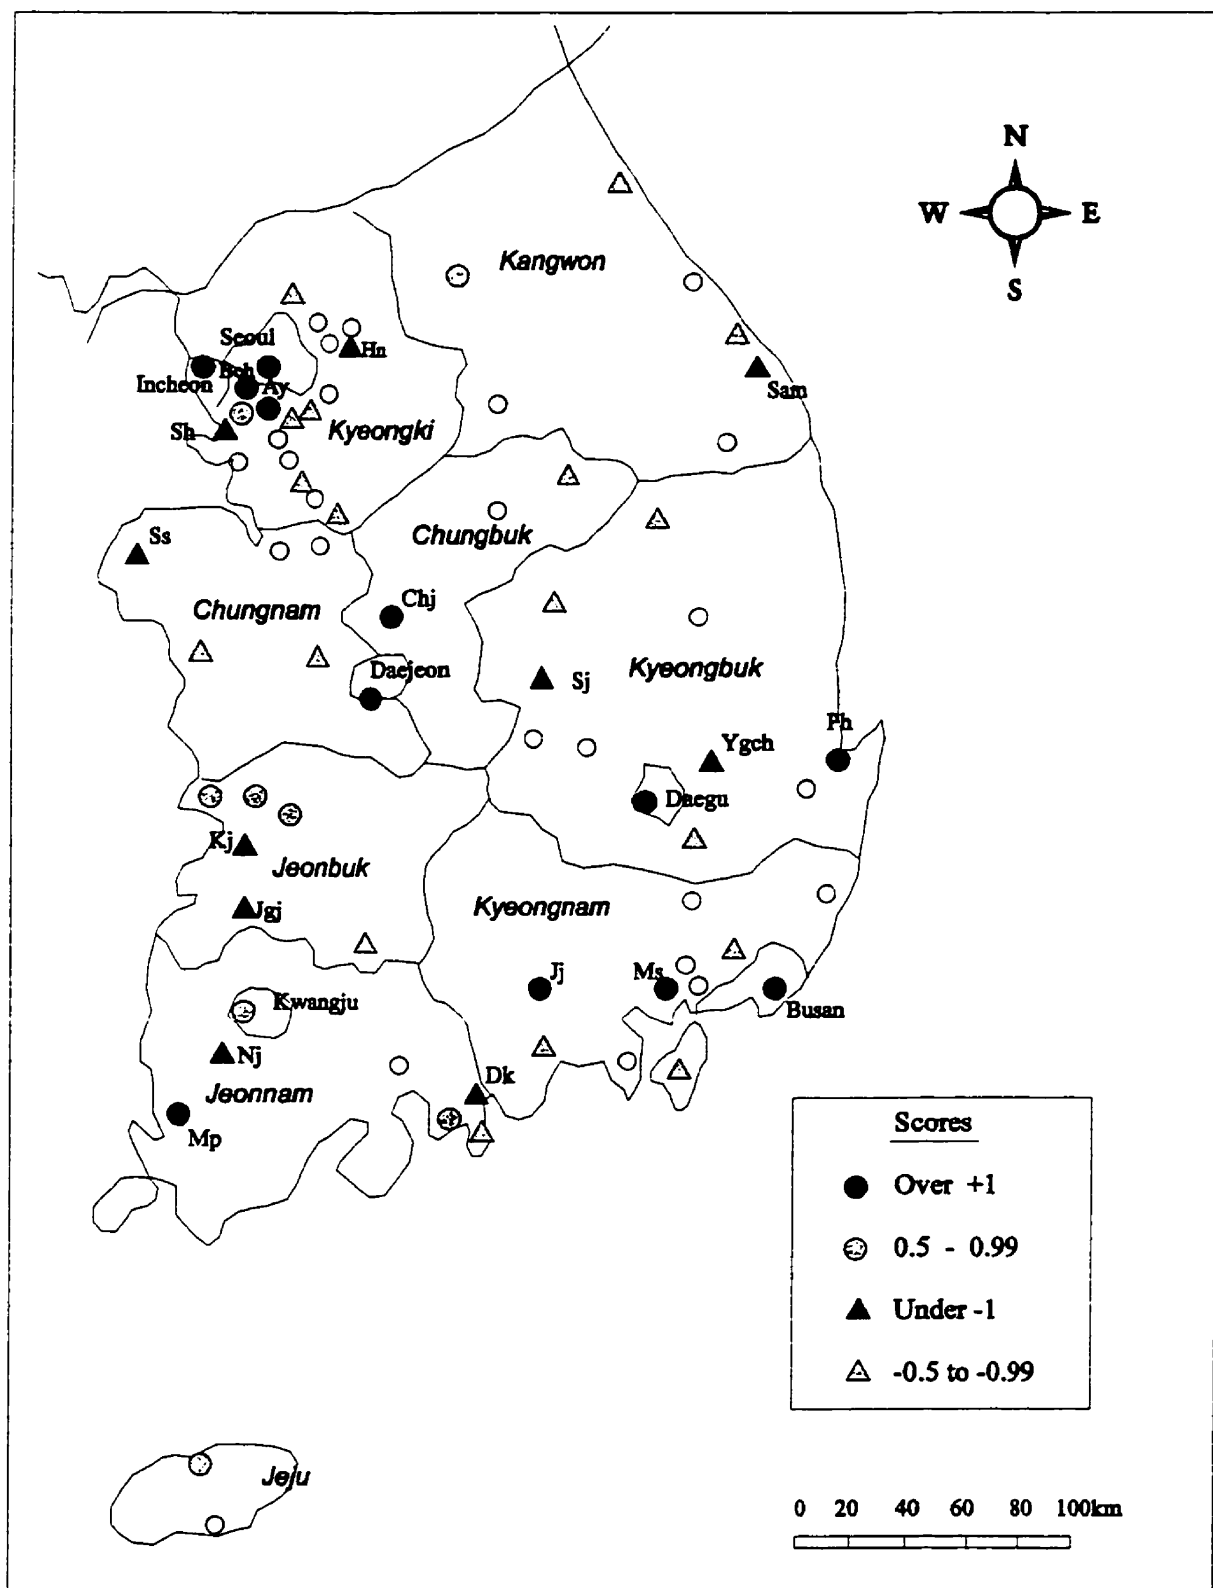 N
W E
S
Kangwon
Seoul
Hn
Bch
Incheon
Ay
Sam
Sh
Kyeongki
Ss
Chungbuk
Chungnam
Chj
Daejeon
Sj
Kyeongbuk
Ph
Ygch
Daegu
Kj
Jeonbuk
Jgj
Kyeongnam
Jj
Ms
Kwangju
Busan
Nj
Dk
Jeonnam
Mp
Scores
Over +1
0.5 - 0.99
Under -1
-0.5 to -0.99
Jeju
0 20 40 60 80 100km